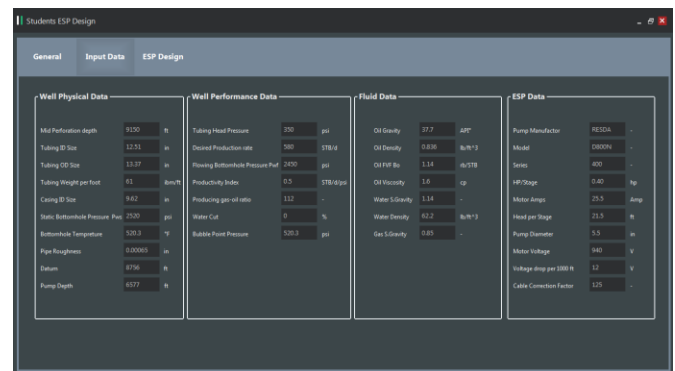 Students ESP Design
General Input Data ESP Design
Well Physical Data
Mid Perforation depth 9150 ft
Tubing ID Size 12.51 in
Tubing OD Size 13.37 in
Tubing Weight per foot 61 lbm/ft
Casing ID Size 9.62 in
Static Bottomhole Pressure Pws 2520 psi
Bottomhole Tempreture 520.3 °F
Pipe Roughness 0.00065 in
Datum 8756 ft
Pump Depth 6577 ft
Well Performance Data
Tubing Head Pressure 350 psi
Desired Production rate 580 STB/d
Flowing Bottomhole Pressure Pwf 2450 psi
Productivity Index 0.5 STB/d/psi
Producing gas-oil ratio 112 -
Water Cut 0 %
Bubble Point Pressure 520.3 psi
Fluid Data
Oil Gravity 37.7 API°
Oil Density 0.836 lb/ft^3
Oil FVF Bo 1.14 rb/STB
Oil Viscosity 1.6 cp
Water S.Gravity 1.14 -
Water Density 62.2 lb/ft^3
Gas S.Gravity 0.85 -
ESP Data
Pump Manufactor RESDA -
Model D800N -
Series 400 -
HP/Stage 0.40 hp
Motor Amps 25.5 Amp
Head per Stage 21.5 ft
Pump Diameter 5.5 in
Motor Voltage 940 V
Voltage drop per 1000 ft 12 V
Cable Correction Factor 125 -